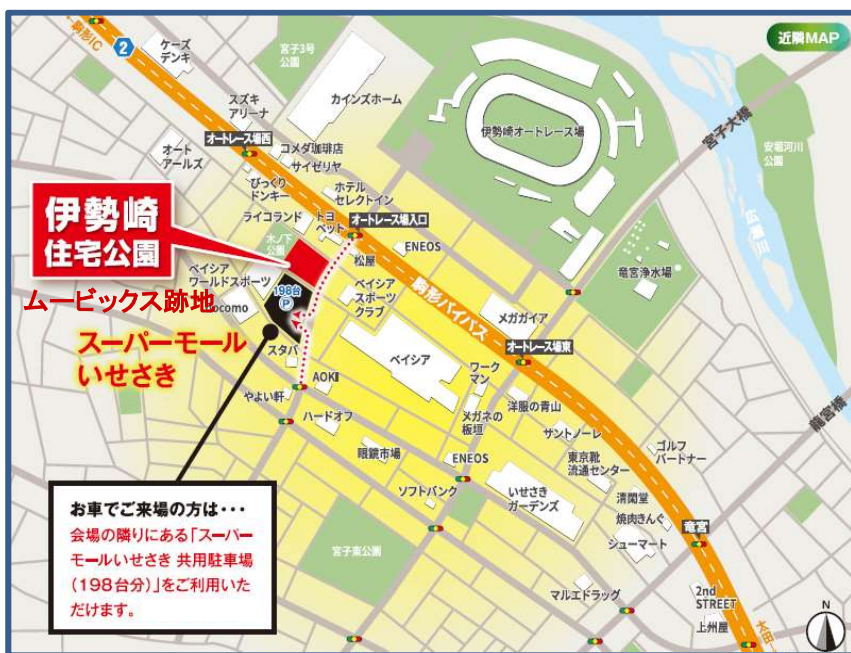 近隣MAP
駒形IC
2
ケーズ
デンキ
宮子3号
公園
カインズホーム
伊勢崎オートレース場
宮子大橋
安堀河川
公園
広瀬川
スズキ
アリーナ
オートレース場西
コメダ珈琲店
サイゼリヤ
オート
アールズ
びっくり
ドンキー
ホテル
セレクトイン
ライコランド
トヨ
ペット
オートレース場入口
ENEOS
竜宮浄水場
伊勢崎
住宅公園
木ノ下
公園
松屋
ベイシア
ワールドスポーツ
198台
P
ムービックス跡地
docomo
ベイシア
スポーツ
クラブ
駒形バイパス
メガガイア
オートレース場東
スーパーモール
いせさき
スタバ
ベイシア
ワーク
マン
AOKI
やよい軒
ハードオフ
メガネの
板垣
洋服の青山
サントノーレ
龍宮橋
眼鏡市場
ENEOS
東京靴
流通センター
ゴルフ
パートナー
ソフトバンク
いせさき
ガーデンズ
清閣堂
焼肉きんぐ
シューマート
竜宮
宮子東公園
マルエドラッグ
2nd
STREET
上州屋
太田
N
お車でご来場の方は・・・
会場の隣りにある「スーパー
モールいせさき 共用駐車場
（198台分）」をご利用いた
だけます。